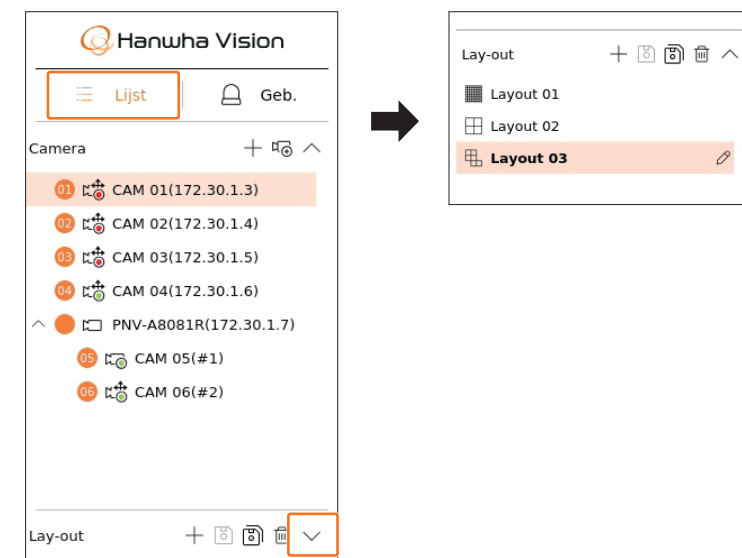 Hanwha Vision
Lijst
Geb.
Camera
01 CAM 01(172.30.1.3)
02 CAM 02(172.30.1.4)
03 CAM 03(172.30.1.5)
04 CAM 04(172.30.1.6)
PNV-A8081R(172.30.1.7)
05 CAM 05(#1)
06 CAM 06(#2)
Lay-out
Lay-out
Layout 01
Layout 02
Layout 03